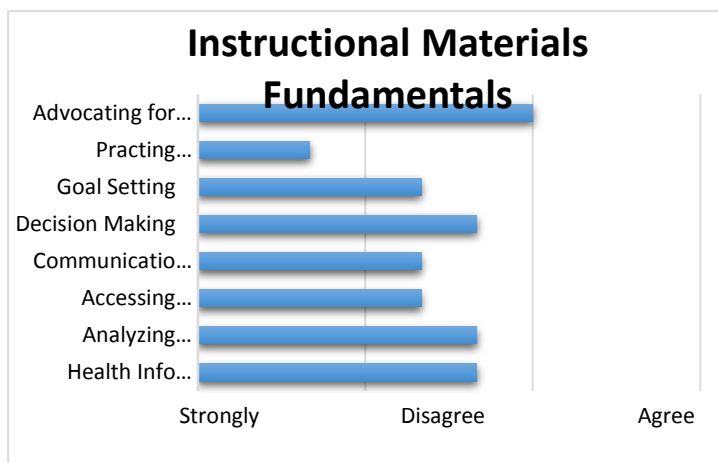 Instructional Materials
Fundamentals
Advocating for...
Practing...
Goal Setting
Decision Making
Communicatio...
Accessing...
Analyzing...
Health Info...
Strongly Disagree Agree